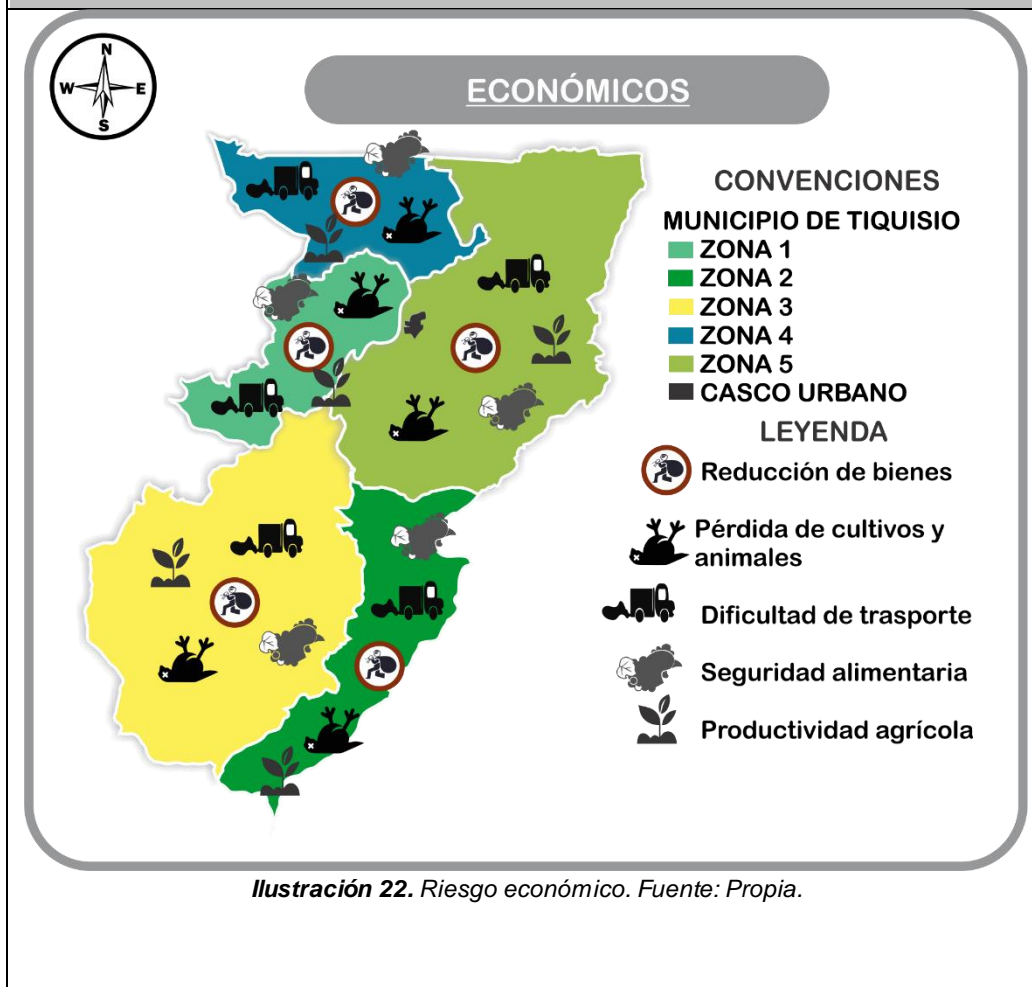 N
W E
S
ECONÓMICOS
CONVENCIONES
MUNICIPIO DE TIQUISIO
ZONA 1
ZONA 2
ZONA 3
ZONA 4
ZONA 5
CASCO URBANO
LEYENDA
Reducción de bienes
Pérdida de cultivos y
animales
Dificultad de trasporte
Seguridad alimentaria
Productividad agrícola
Ilustración 22. Riesgo económico. Fuente: Propia.